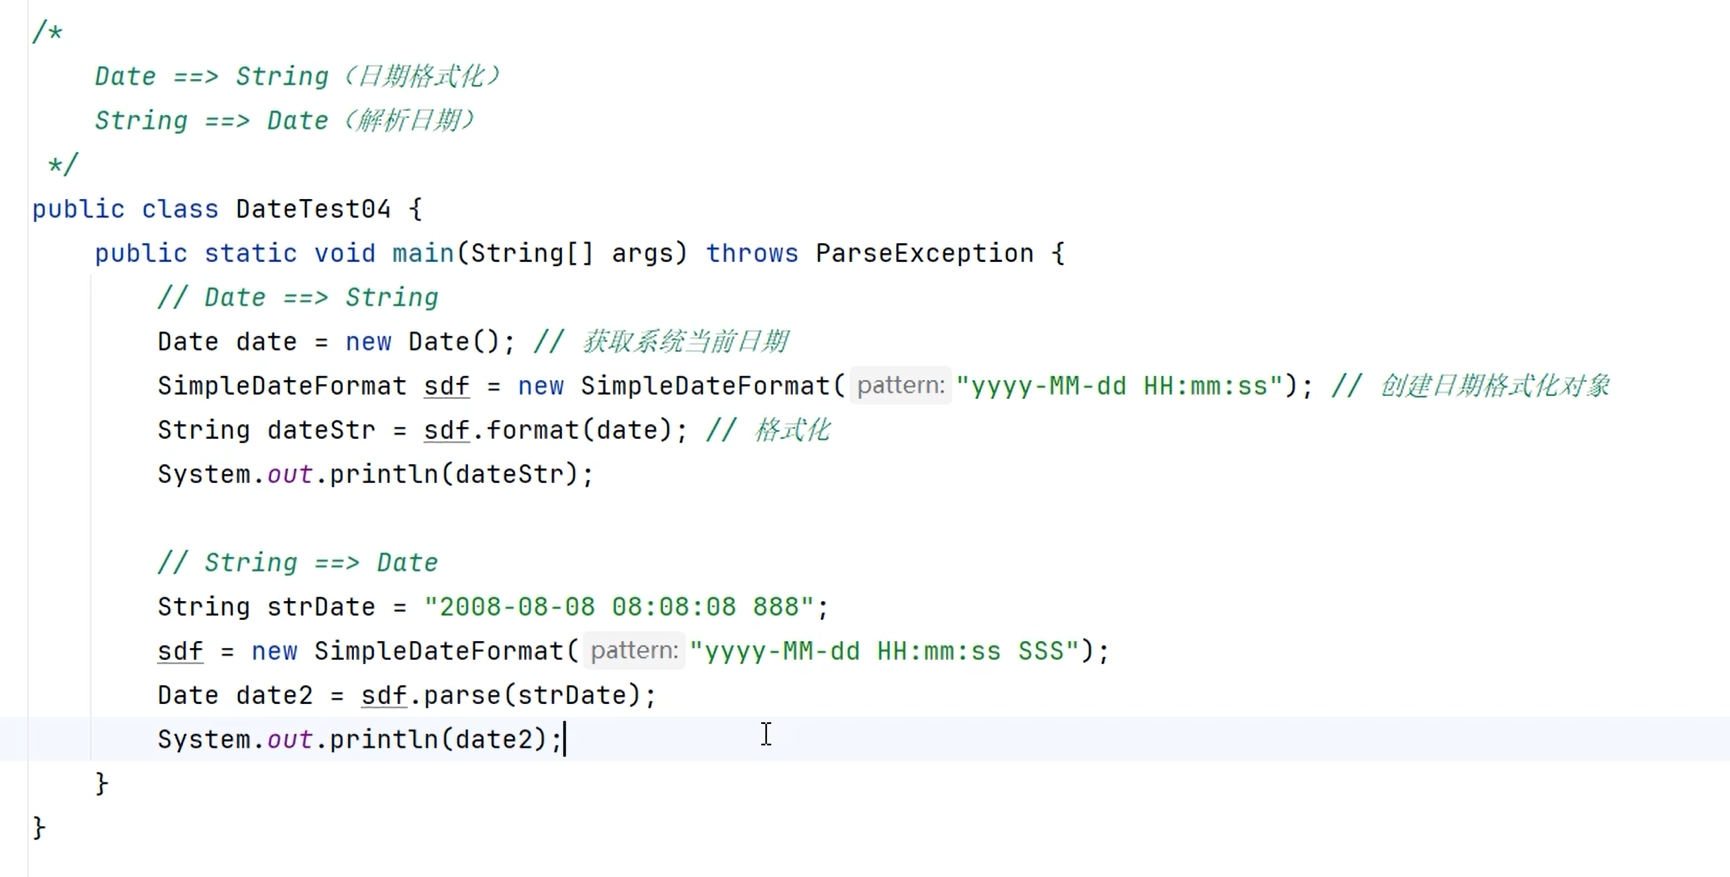 /*
    Date ==> String（日期格式化）
    String ==> Date（解析日期）
 */
public class DateTest04 {
    public static void main(String[] args) throws ParseException {
        // Date ==> String
        Date date = new Date(); // 获取系统当前日期
        SimpleDateFormat sdf = new SimpleDateFormat( pattern: "yyyy-MM-dd HH:mm:ss"); // 创建日期格式化对象
        String dateStr = sdf.format(date); // 格式化
        System.out.println(dateStr);

        // String ==> Date
        String strDate = "2008-08-08 08:08:08 888";
        sdf = new SimpleDateFormat( pattern: "yyyy-MM-dd HH:mm:ss SSS");
        Date date2 = sdf.parse(strDate);
        System.out.println(date2);
    }
}